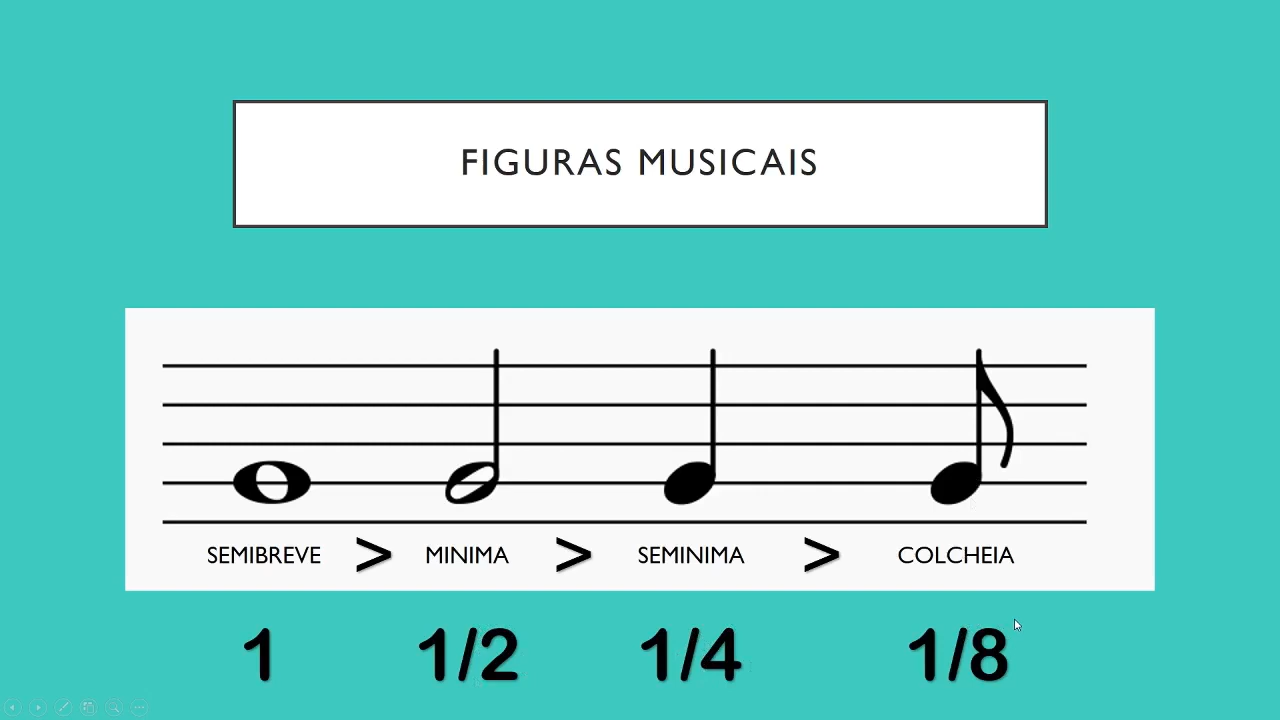 FIGURAS MUSICAIS
SEMIBREVE > MINIMA > SEMINIMA > COLCHEIA
1 1/2 1/4 1/8